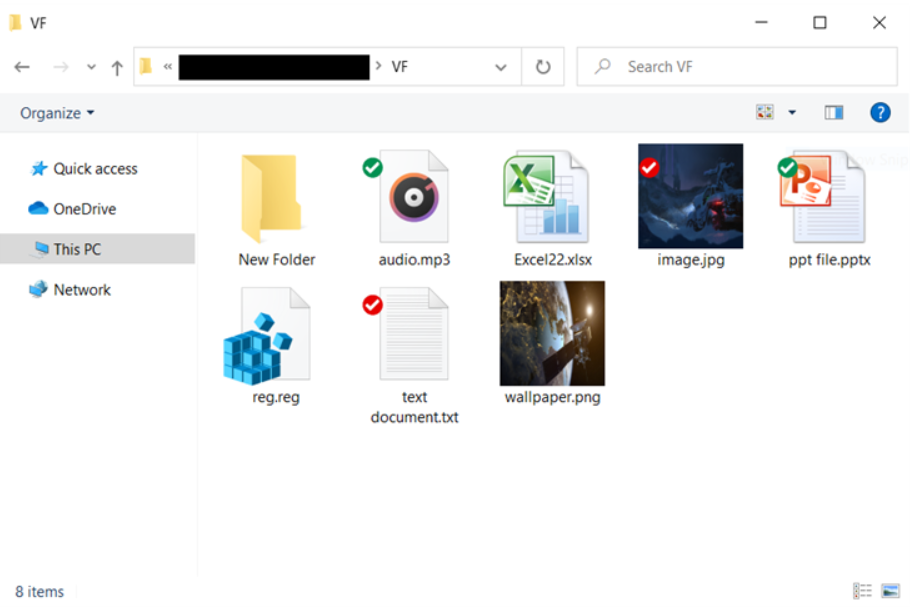 VF
« > VF
Search VF
Organize
?
Quick access
OneDrive
This PC
Network
New Folder
audio.mp3
Excel22.xlsx
image.jpg
ppt file.pptx
reg.reg
text
document.txt
wallpaper.png
8 items